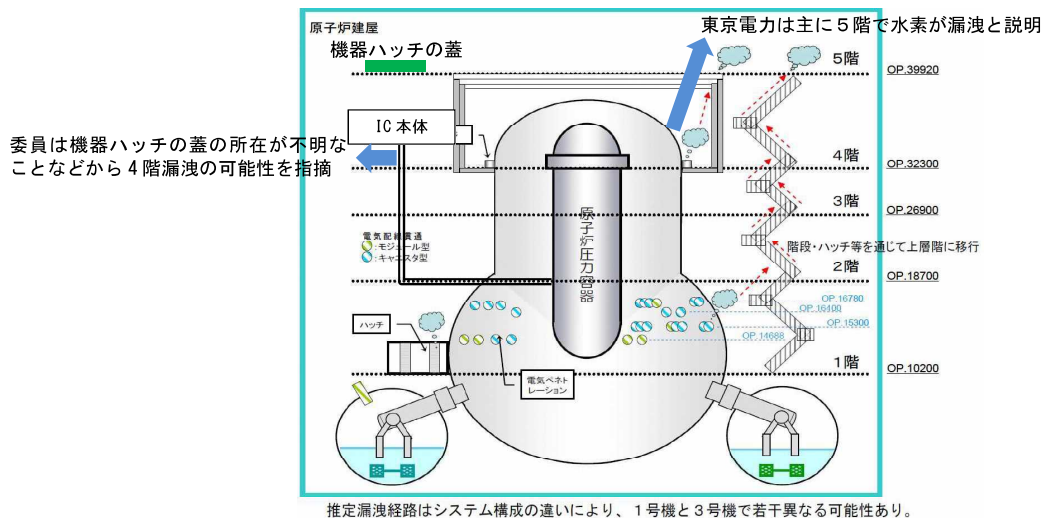 原子炉建屋
東京電力は主に５階で水素が漏洩と説明
機器ハッチの蓋
5階
OP.39920
IC 本体
委員は機器ハッチの蓋の所在が不明な
ことなどから４階漏洩の可能性を指摘
4階
OP.32300
3階
OP.26900
原子炉圧力容器
電気配線貫通
:モジュール型
:キャニスタ型
階段・ハッチ等を通じて上層階に移行
2階
OP.18700
OP.16780
OP.16400
OP.15300
OP.14688
ハッチ
1階
OP.10200
電気ペネト
レーション
推定漏洩経路はシステム構成の違いにより、１号機と３号機で若干異なる可能性あり。